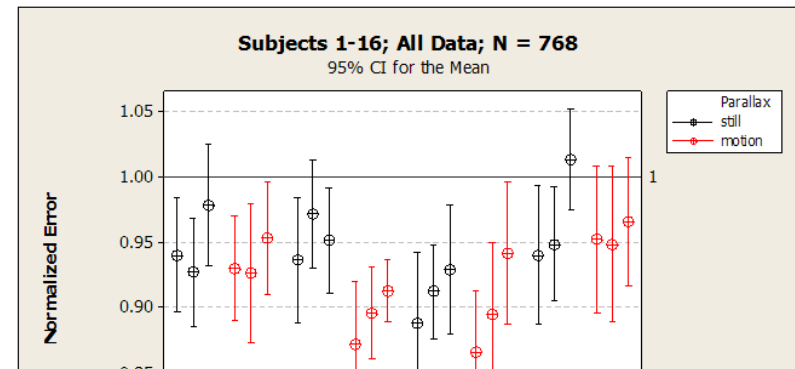 Subjects 1-16; All Data; N = 768
95% CI for the Mean
Parallax
still
motion
1.05
1.00
1
0.95
0.90
Normalized Error